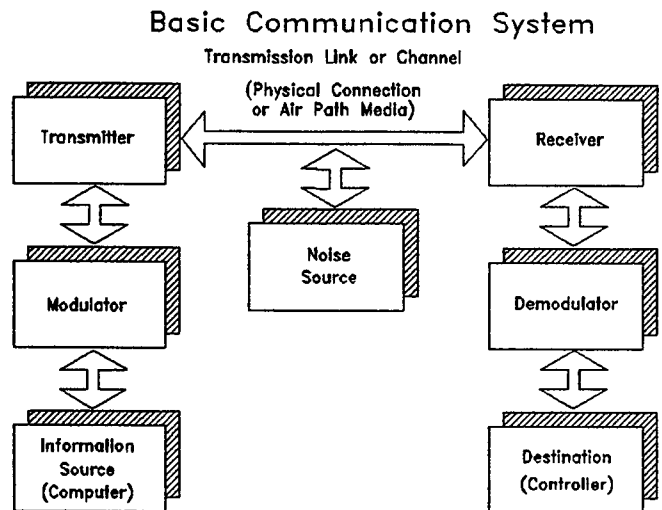 Basic Communication System
Transmission Link or Channel
(Physical Connection
or Air Path Media)
Transmitter
Receiver
Noise
Source
Modulator
Demodulator
Information
Source
(Computer)
Destination
(Controller)